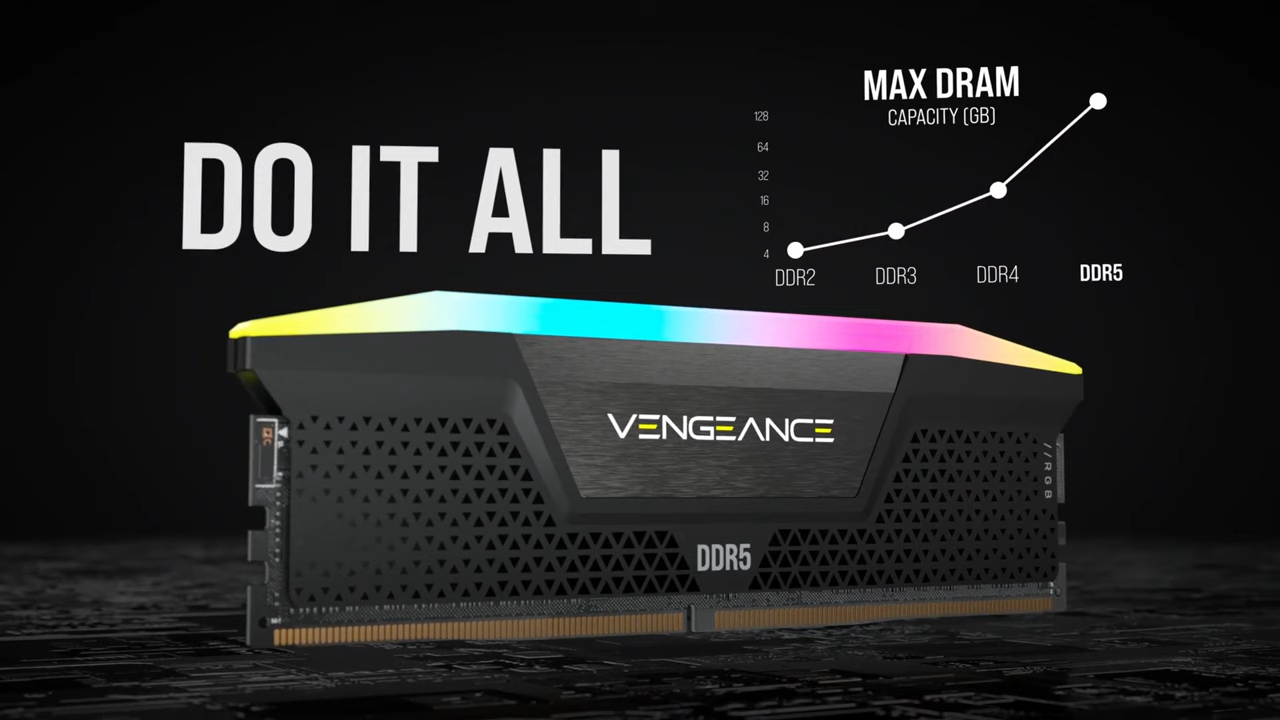 DO IT ALL
MAX DRAM
CAPACITY (GB)
128
64
32
16
8
4
DDR2
DDR3
DDR4
DDR5
VENGEANCE
//RGB
DDR5